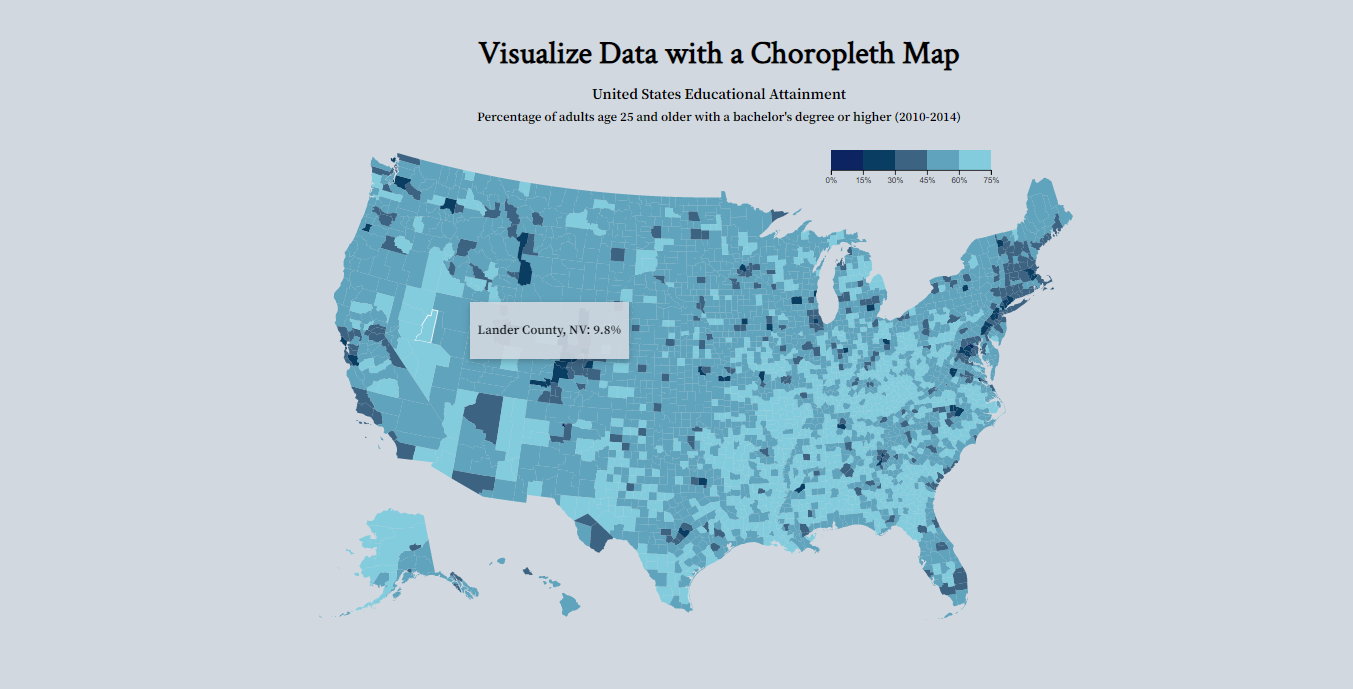 Visualize Data with a Choropleth Map
United States Educational Attainment
Percentage of adults age 25 and older with a bachelor's degree or higher (2010-2014)
0% 15% 30% 45% 60% 75%
Lander County, NV: 9.8%